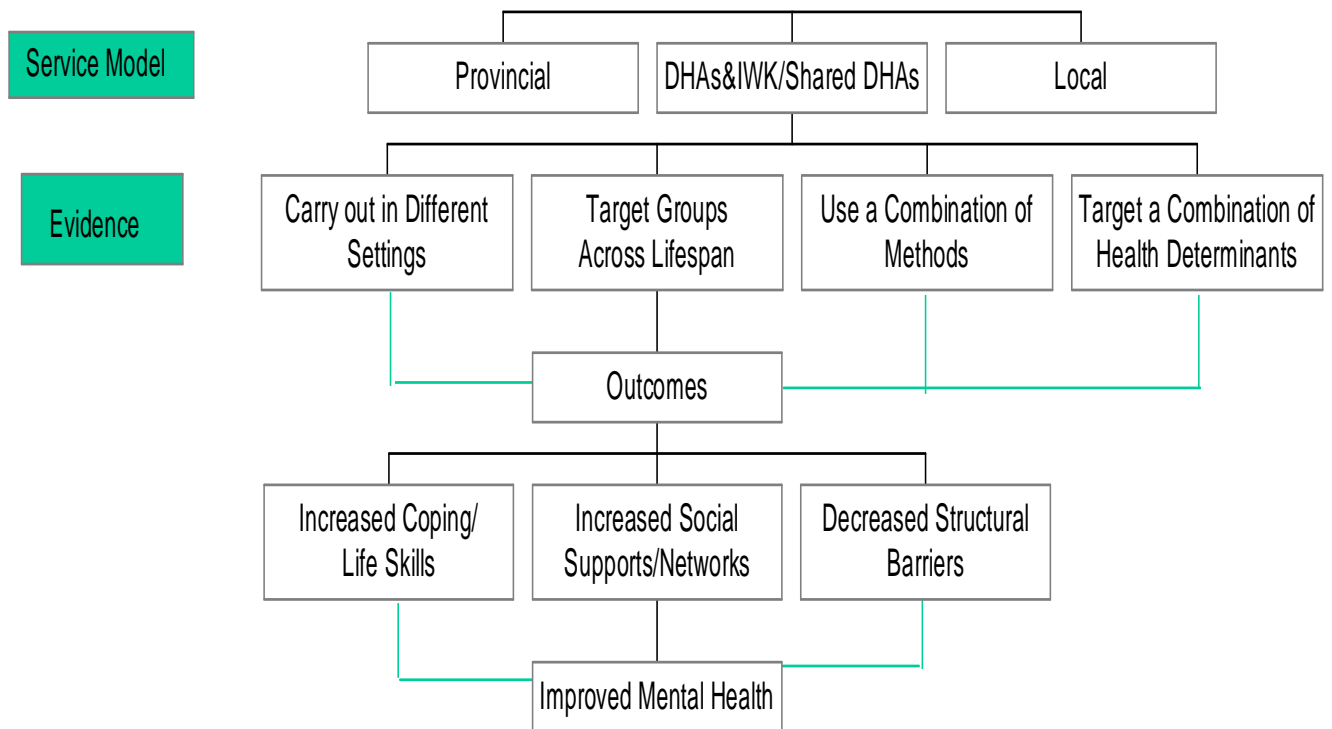 Service Model
Provincial
DHAs&IWK/Shared DHAs
Local
Evidence
Carry out in Different
Settings
Target Groups
Across Lifespan
Use a Combination of
Methods
Target a Combination of
Health Determinants
Outcomes
Increased Coping/
Life Skills
Increased Social
Supports/Networks
Decreased Structural
Barriers
Improved Mental Health